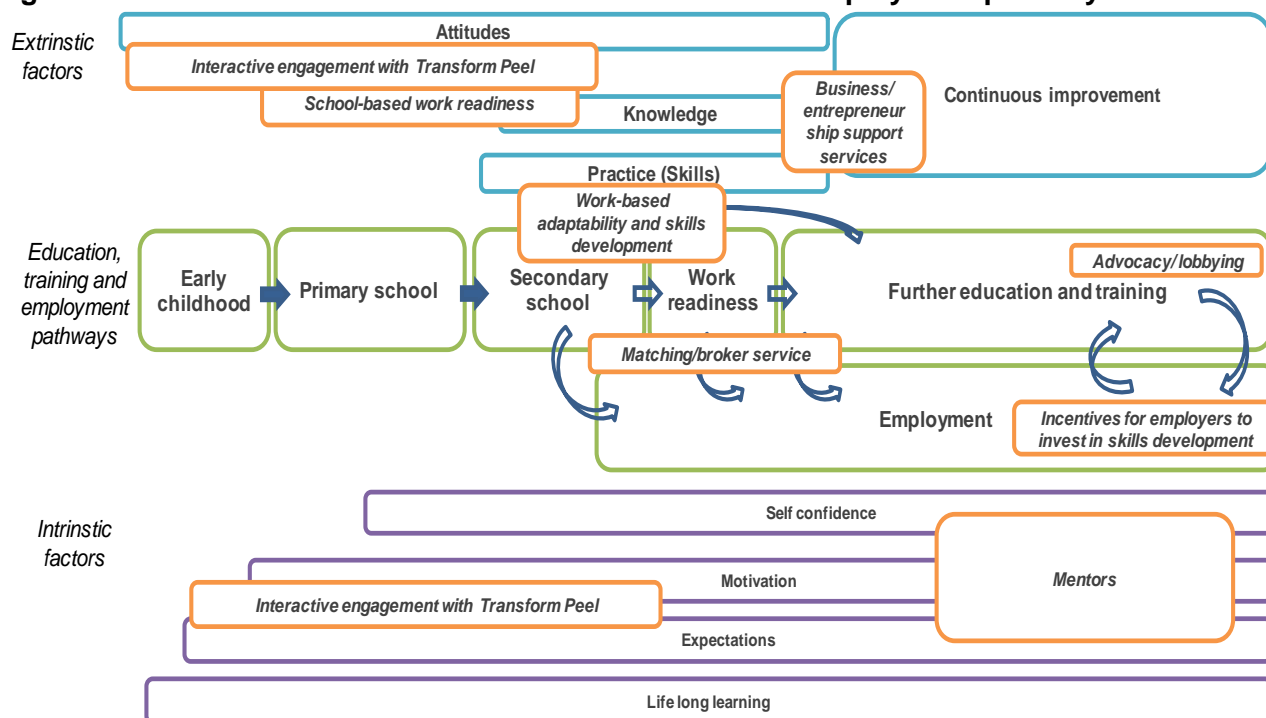 Extrinstic
factors
Attitudes
Interactive engagement with Transform Peel
School-based work readiness
Knowledge
Business/
entrepreneur
ship support
services
Continuous improvement
Practice (Skills)
Work-based
adaptability and skills
development
Education,
training and
employment
pathways
Early
childhood
Primary school
Secondary
school
Work
readiness
Further education and training
Advocacy/lobbying
Matching/broker service
Employment
Incentives for employers to
invest in skills development
Intrinstic
factors
Self confidence
Motivation
Mentors
Interactive engagement with Transform Peel
Expectations
Life long learning